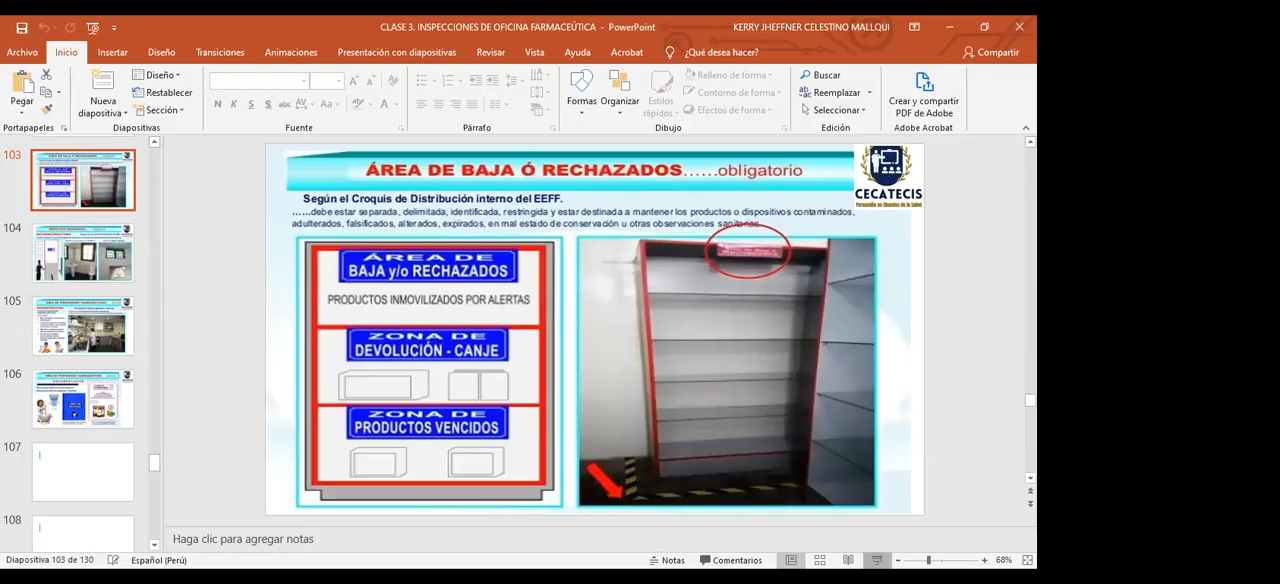 CLASE 3. INSPECCIONES DE OFICINA FARMACEÚTICA - PowerPoint
KERRY JHEFFNER CELESTINO MALLQUI
Archivo Inicio Insertar Diseño Transiciones Animaciones Presentación con diapositivas Revisar Vista Ayuda Acrobat ¿Qué desea hacer? Compartir
Pegar
Nueva diapositiva
Diseño
Restablecer
Sección
N K S S abc AV Aa A
Formas Organizar Estilos rápidos
Relleno de forma
Contorno de forma
Efectos de forma
Buscar
Reemplazar
Seleccionar
Crear y compartir PDF de Adobe
Portapapeles Diapositivas Fuente Párrafo Dibujo Edición Adobe Acrobat
103
104
105
106
107
108
ÁREA DE BAJA Ó RECHAZADOS......obligatorio
CECATECIS
Según el Croquis de Distribución interno del EEFF.
......debe estar separada, delimitada, identificada, restringida y estar destinada a mantener los productos o dispositivos contaminados,
adulterados, falsificados, alterados, expirados, en mal estado de conservación u otras observaciones sanitarias.
ÁREA DE
BAJA y/o RECHAZADOS
PRODUCTOS INMOVILIZADOS POR ALERTAS
ZONA DE
DEVOLUCIÓN - CANJE
ZONA DE
PRODUCTOS VENCIDOS
Haga clic para agregar notas
Diapositiva 103 de 130 Español (Perú) Notas Comentarios 68%